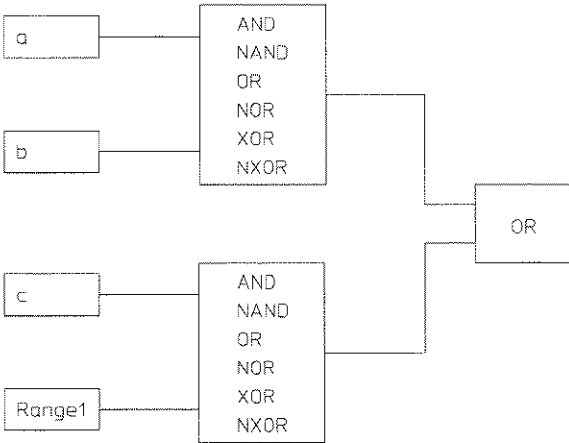 a
b
AND
NAND
OR
NOR
XOR
NXOR
OR
c
Range1
AND
NAND
OR
NOR
XOR
NXOR